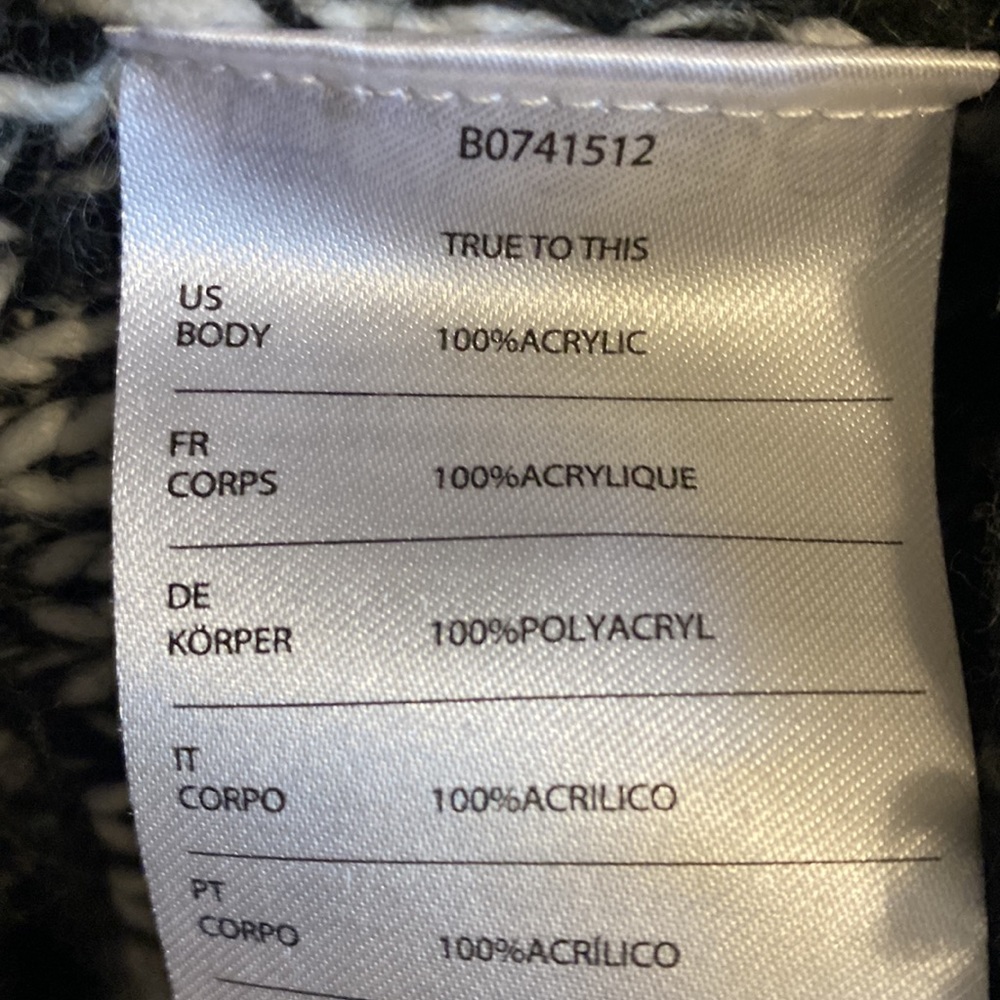 B0741512
TRUE TO THIS
US
BODY 100%ACRYLIC
FR
CORPS 100%ACRYLIQUE
DE
KÖRPER 100%POLYACRYL
IT
CORPO 100%ACRILICO
PT
CORPO 100%ACRÍLICO